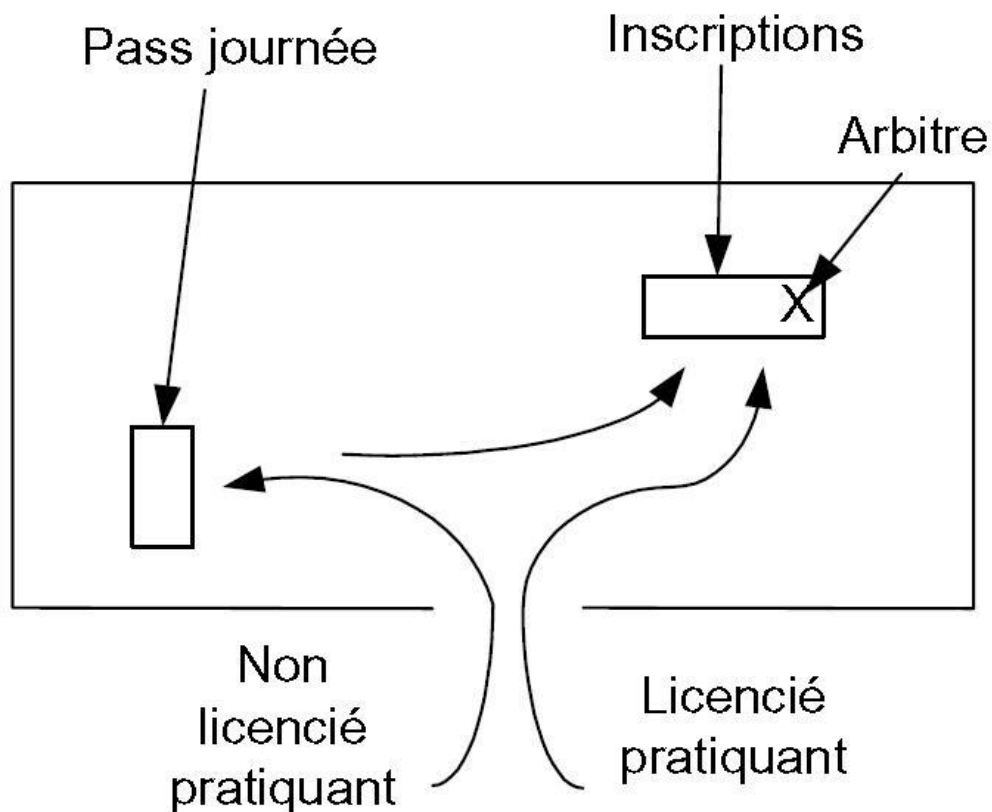 Pass journée
Inscriptions
Arbitre
X
Non
licencié
pratiquant
Licencié
pratiquant